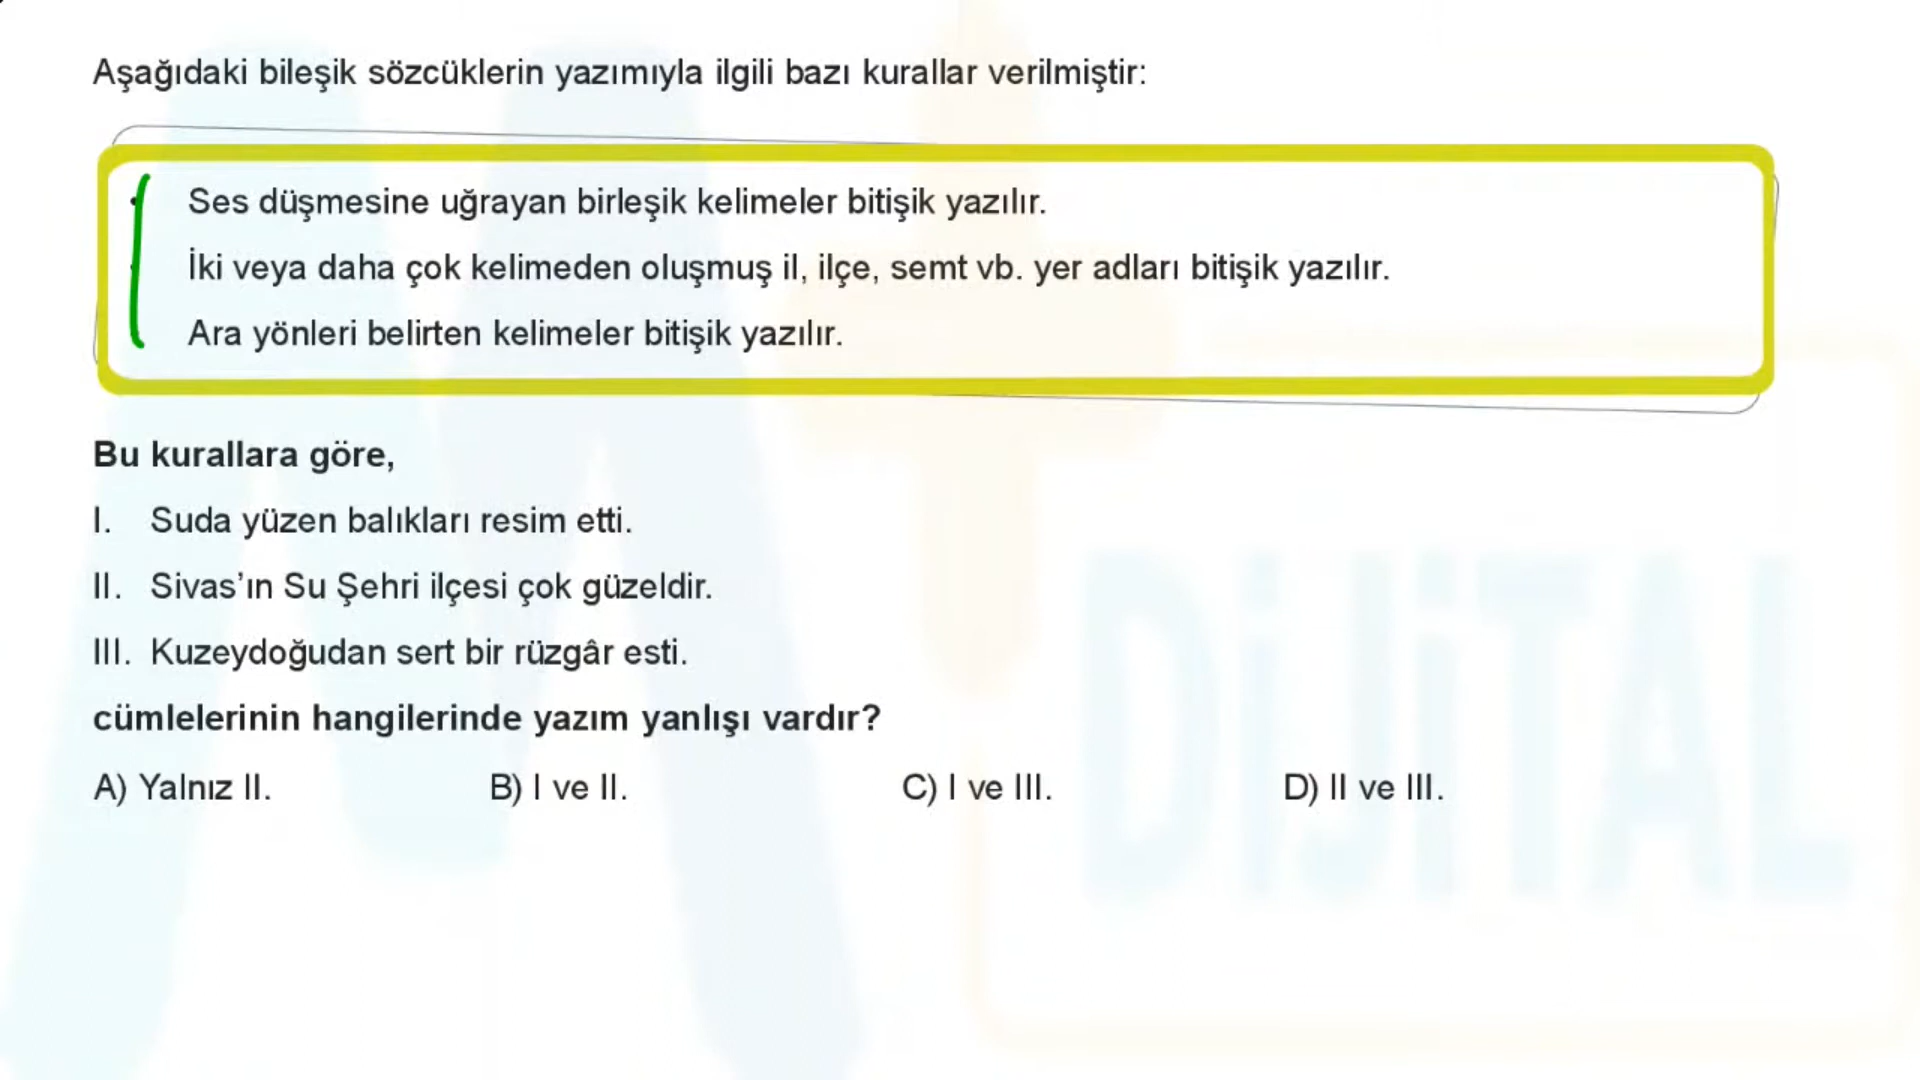 Aşağıdaki bileşik sözcüklerin yazımıyla ilgili bazı kurallar verilmiştir:
Ses düşmesine uğrayan birleşik kelimeler bitişik yazılır.
İki veya daha çok kelimeden oluşmuş il, ilçe, semt vb. yer adları bitişik yazılır.
Ara yönleri belirten kelimeler bitişik yazılır.
Bu kurallara göre,
I. Suda yüzen balıkları resim etti.
II. Sivas’ın Su Şehri ilçesi çok güzeldir.
III. Kuzeydoğudan sert bir rüzgâr esti.
cümlelerinin hangilerinde yazım yanlışı vardır?
A) Yalnız II. B) I ve II. C) I ve III. D) II ve III.
DİJİTAL